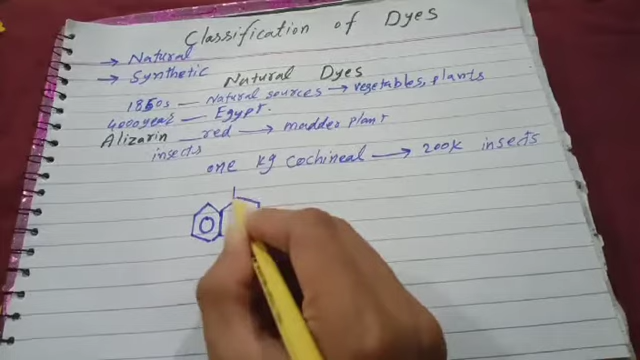 Classification of Dyes
→ Natural
→ Synthetic
Natural Dyes
1850s — Natural sources → vegetables, plants
4000 years — Egypt.
Alizarin — red → madder plant
insects
one kg cochineal → 200K insects